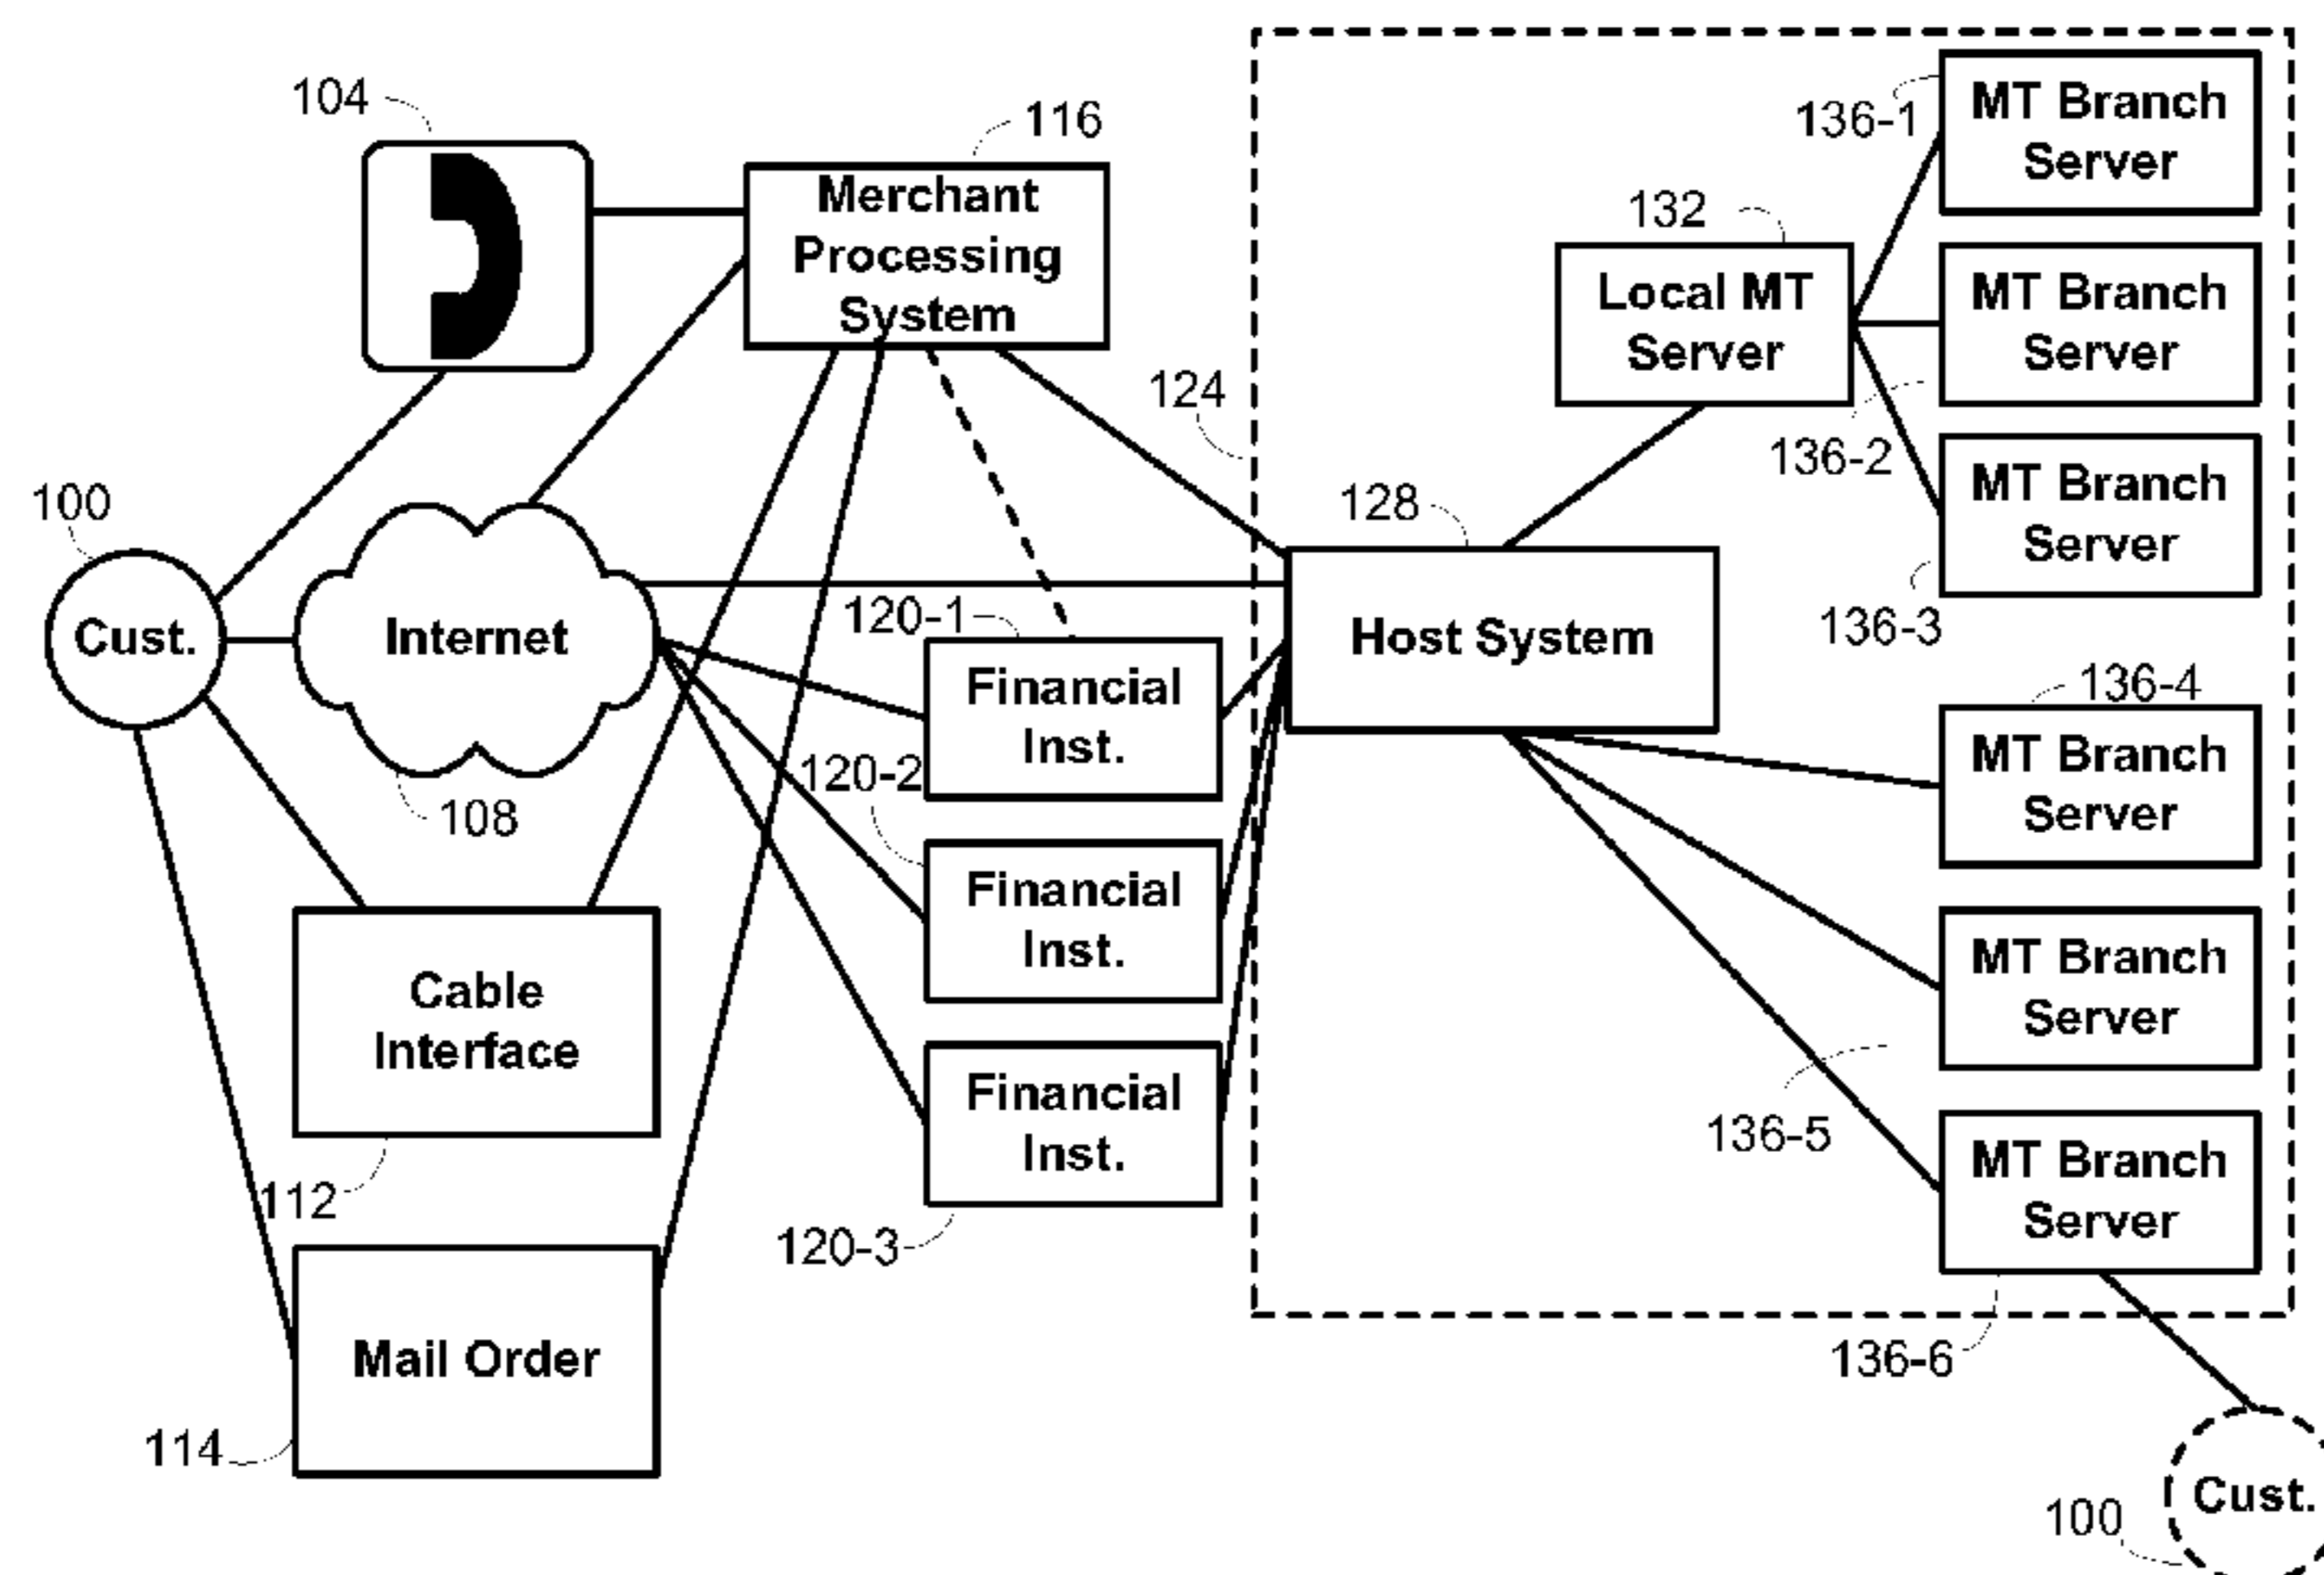 104
116
Merchant
Processing
System
136-1
MT Branch
Server
132
Local MT
Server
MT Branch
Server
136-2
124
MT Branch
Server
136-3
100
Cust.
Internet
108
128
Host System
120-1
Financial
Inst.
136-4
MT Branch
Server
120-2
Financial
Inst.
MT Branch
Server
136-5
Cable
Interface
112
Financial
Inst.
120-3
MT Branch
Server
136-6
Mail Order
114
Cust.
100